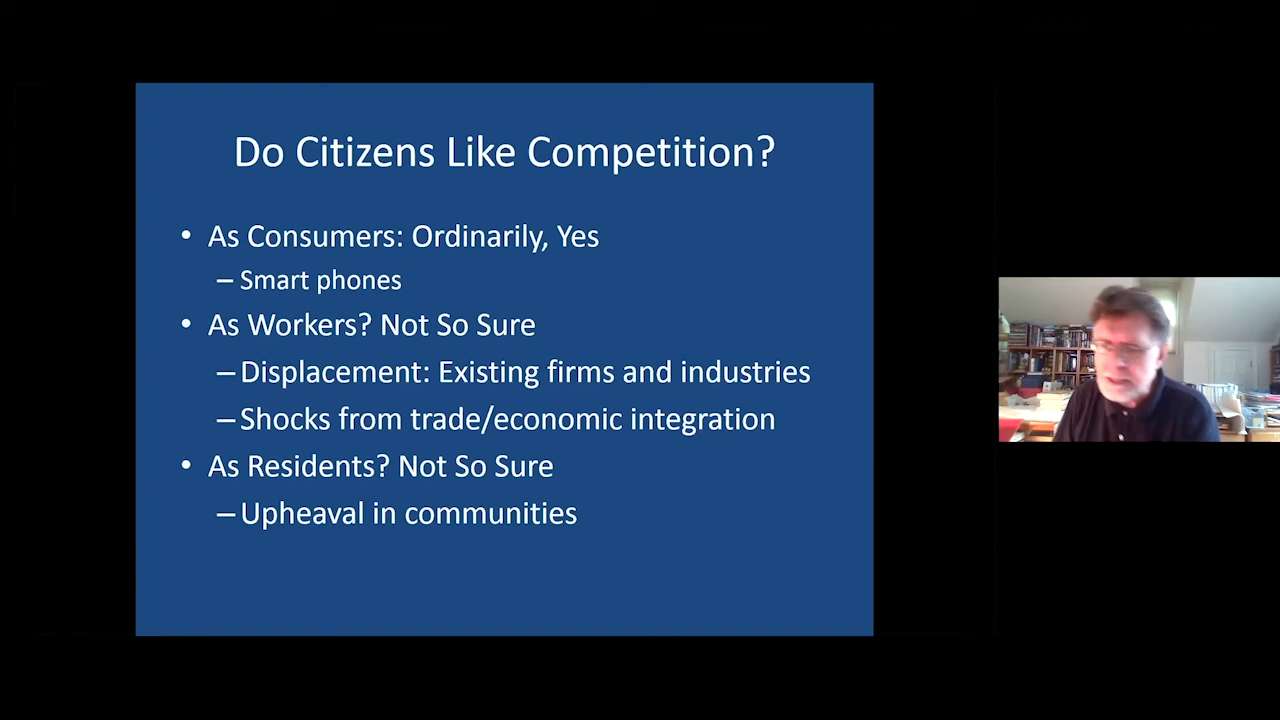 Do Citizens Like Competition?
• As Consumers: Ordinarily, Yes
– Smart phones
• As Workers? Not So Sure
– Displacement: Existing firms and industries
– Shocks from trade/economic integration
• As Residents? Not So Sure
– Upheaval in communities